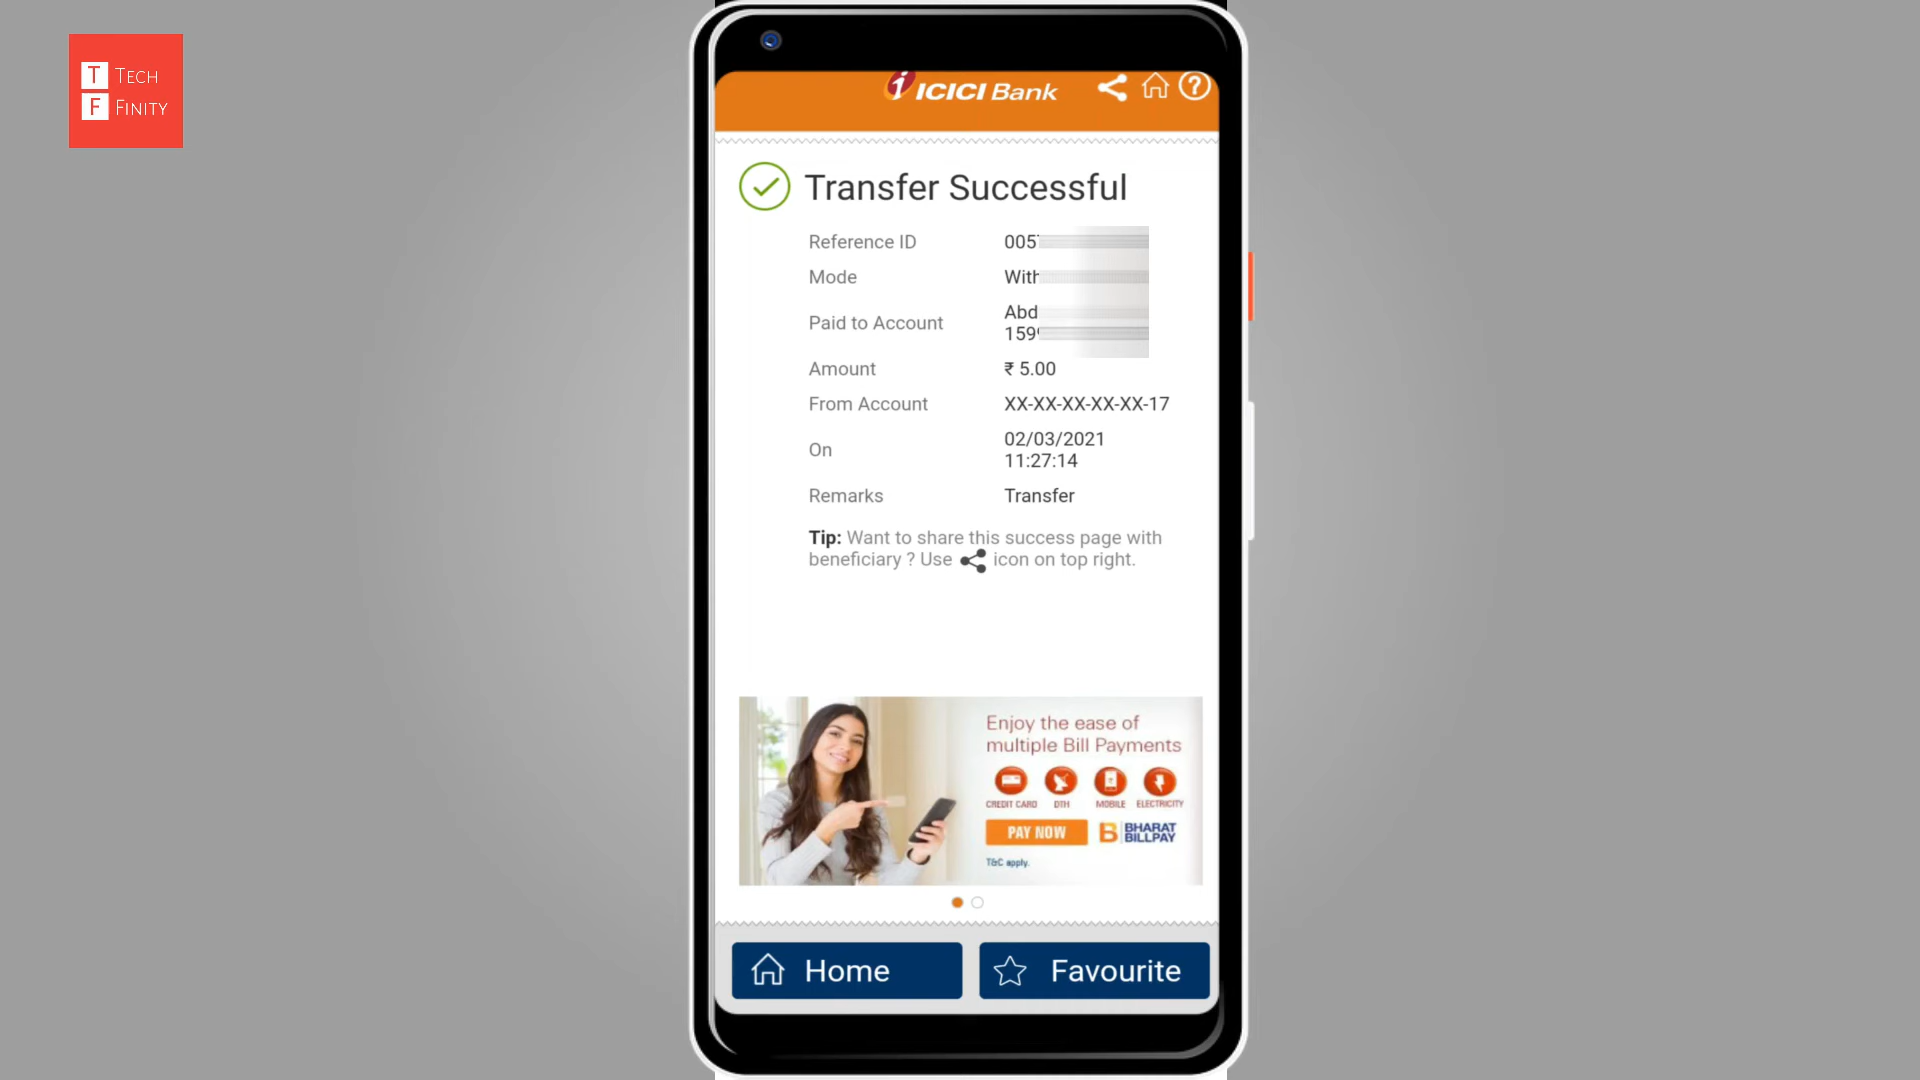 T TECH
F FINITY
i ICICI Bank
?
Transfer Successful
Reference ID 005
Mode With
Paid to Account Abd
159
Amount ₹ 5.00
From Account XX-XX-XX-XX-XX-17
On 02/03/2021
11:27:14
Remarks Transfer
Tip: Want to share this success page with
beneficiary ? Use icon on top right.
Enjoy the ease of
multiple Bill Payments
CREDIT CARD DTH MOBILE ELECTRICITY
PAY NOW B BHARAT
BILLPAY
T&C apply.
Home Favourite